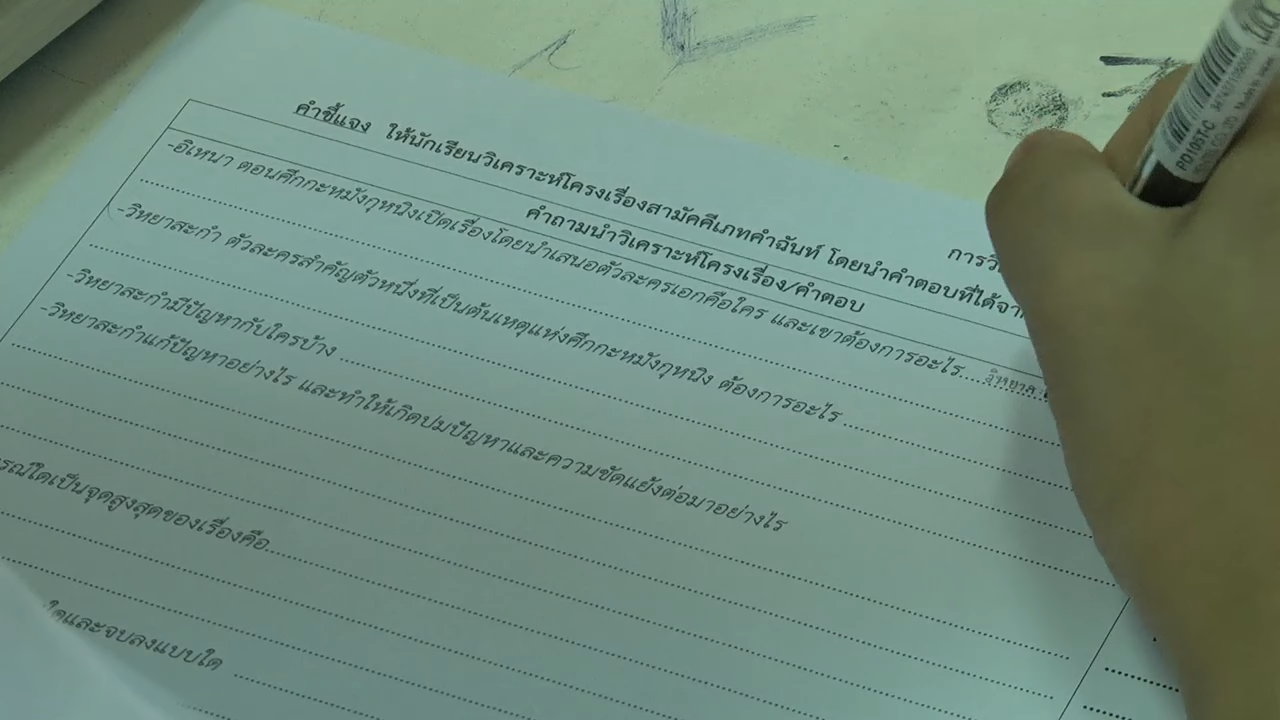 การวิ
คำชี้แจง ให้นักเรียนวิเคราะห์โครงเรื่องสามัคคีเภทคำฉันท์ โดยนำคำตอบที่ได้จา
คำถามนำวิเคราะห์โครงเรื่อง/คำตอบ
-อิเหนา ตอนศึกกะหมังกุหนิงเปิดเรื่องโดยนำเสนอตัวละครเอกคือใคร และเขาต้องการอะไร
-วิหยาสะกำ ตัวละครสำคัญตัวหนึ่งที่เป็นต้นเหตุแห่งศึกกะหมังกุหนิง ต้องการอะไร
-วิหยาสะกำมีปัญหากับใครบ้าง
-วิหยาสะกำแก้ปัญหาอย่างไร และทำให้เกิดปมปัญหาและความขัดแย้งต่อมาอย่างไร
รณ์ใดเป็นจุดสูงสุดของเรื่องคือ
ใดและจบลงแบบใด
PO105T-C